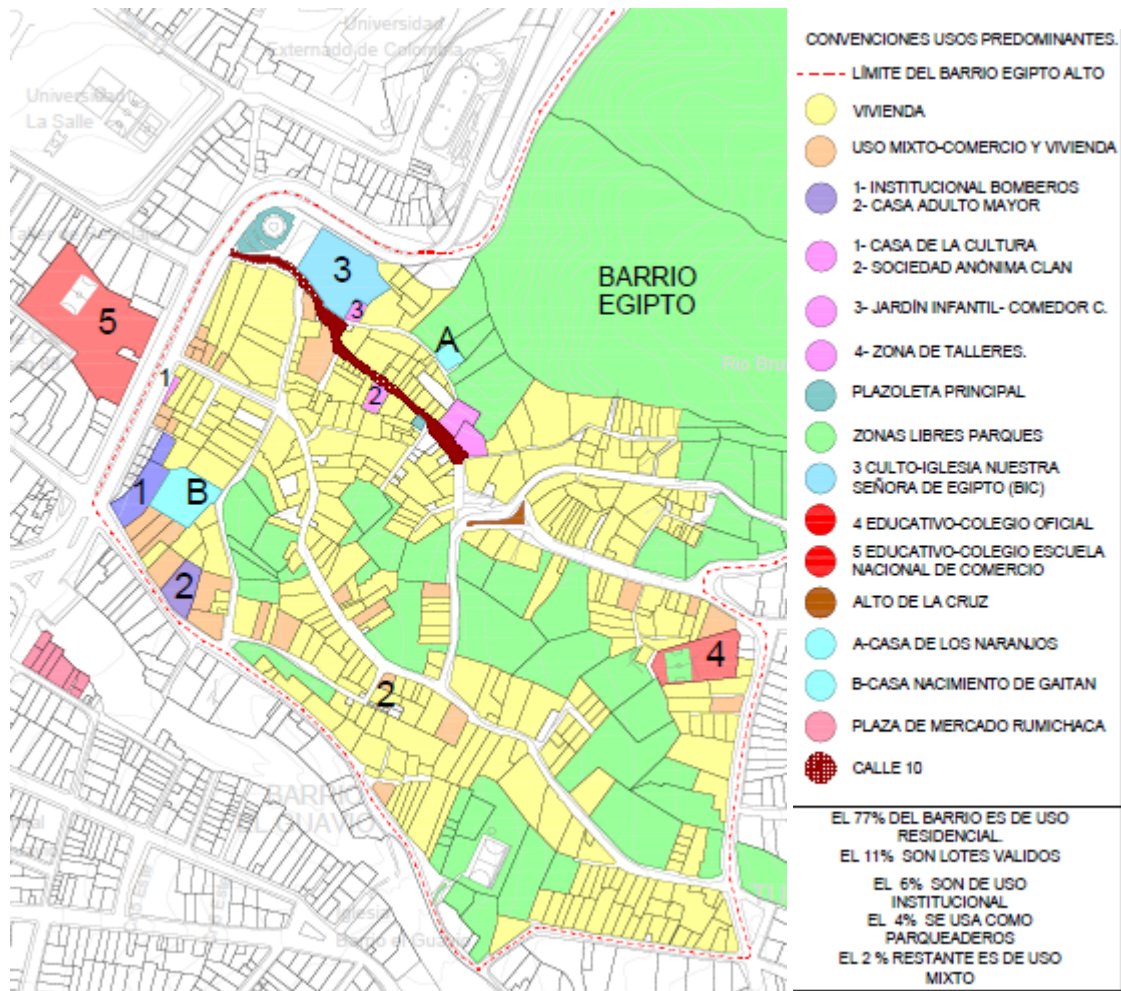 Universidad
Externado de Colombia
Universidad
La Salle
BARRIO
EGIPTO
3
3
A
5
1
2
1
B
2
4
2
BARRIO
EL GUAVIO
Iglesia
Barrio el Guavio
CONVENCIONES USOS PREDOMINANTES.
LÍMITE DEL BARRIO EGIPTO ALTO
VIVIENDA
USO MIXTO-COMERCIO Y VIVIENDA
1- INSTITUCIONAL BOMBEROS
2- CASA ADULTO MAYOR
1- CASA DE LA CULTURA
2- SOCIEDAD ANÓNIMA CLAN
3- JARDÍN INFANTIL- COMEDOR C.
4- ZONA DE TALLERES.
PLAZOLETA PRINCIPAL
ZONAS LIBRES PARQUES
3 CULTO-IGLESIA NUESTRA
SEÑORA DE EGIPTO (BIC)
4 EDUCATIVO-COLEGIO OFICIAL
5 EDUCATIVO-COLEGIO ESCUELA
NACIONAL DE COMERCIO
ALTO DE LA CRUZ
A-CASA DE LOS NARANJOS
B-CASA NACIMIENTO DE GAITAN
PLAZA DE MERCADO RUMICHACA
CALLE 10
EL 77% DEL BARRIO ES DE USO
RESIDENCIAL.
EL 11% SON LOTES VALIDOS
EL 6% SON DE USO
INSTITUCIONAL
EL 4% SE USA COMO
PARQUEADEROS
EL 2 % RESTANTE ES DE USO
MIXTO